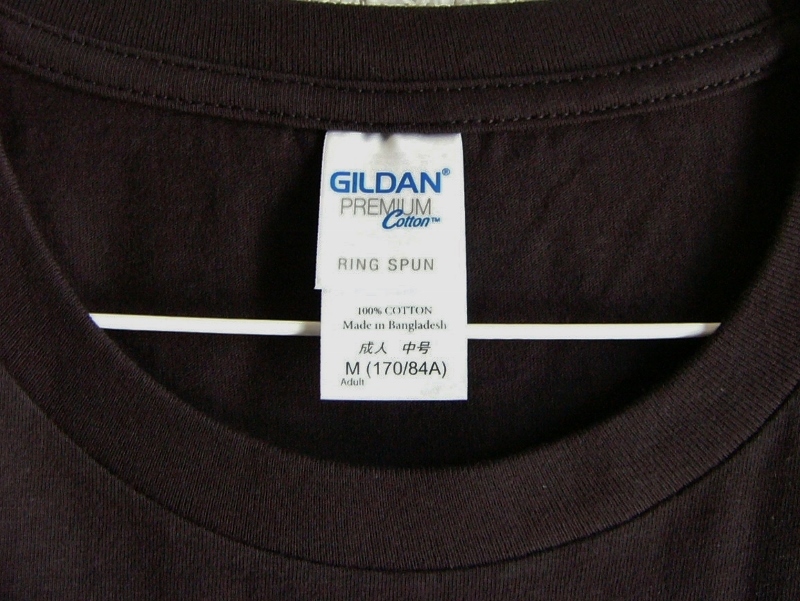 GILDAN®
PREMIUM
Cotton™
RING SPUN
100% COTTON
Made in Bangladesh
成人 中号
M (170/84A)
Adult